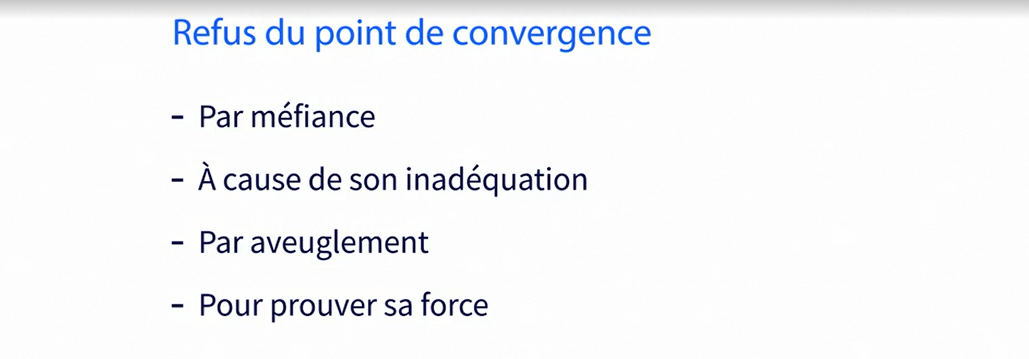 Refus du point de convergence
- Par méfiance
- À cause de son inadéquation
- Par aveuglement
- Pour prouver sa force